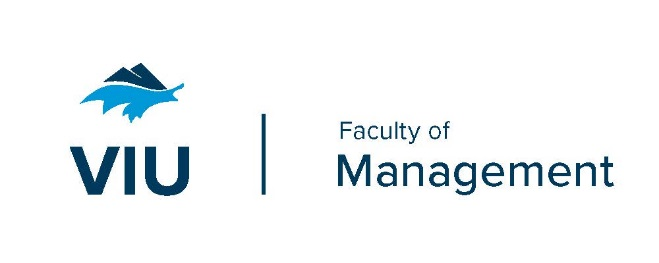 VIU
Faculty of
Management